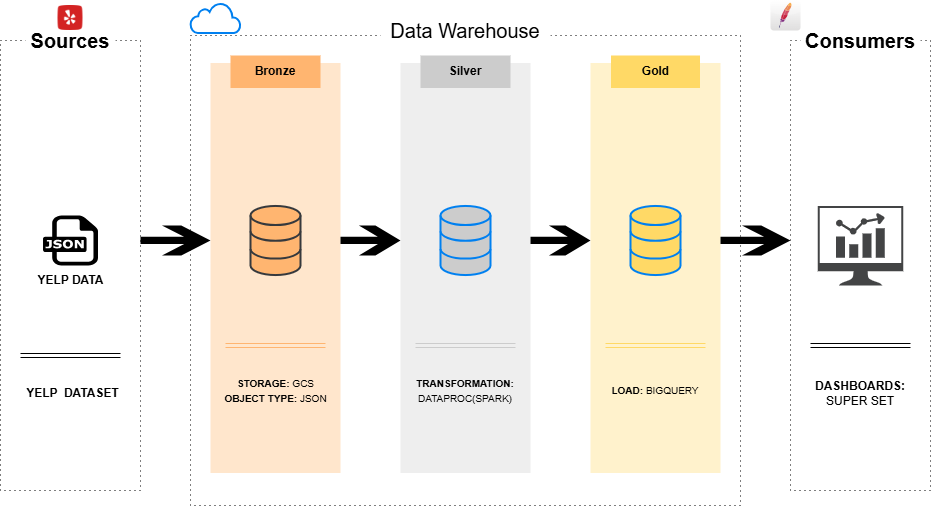 Sources
Data Warehouse
Consumers
Bronze
Silver
Gold
JSON
YELP DATA
YELP DATASET
STORAGE: GCS
OBJECT TYPE: JSON
TRANSFORMATION:
DATAPROC(SPARK)
LOAD: BIGQUERY
DASHBOARDS:
SUPER SET